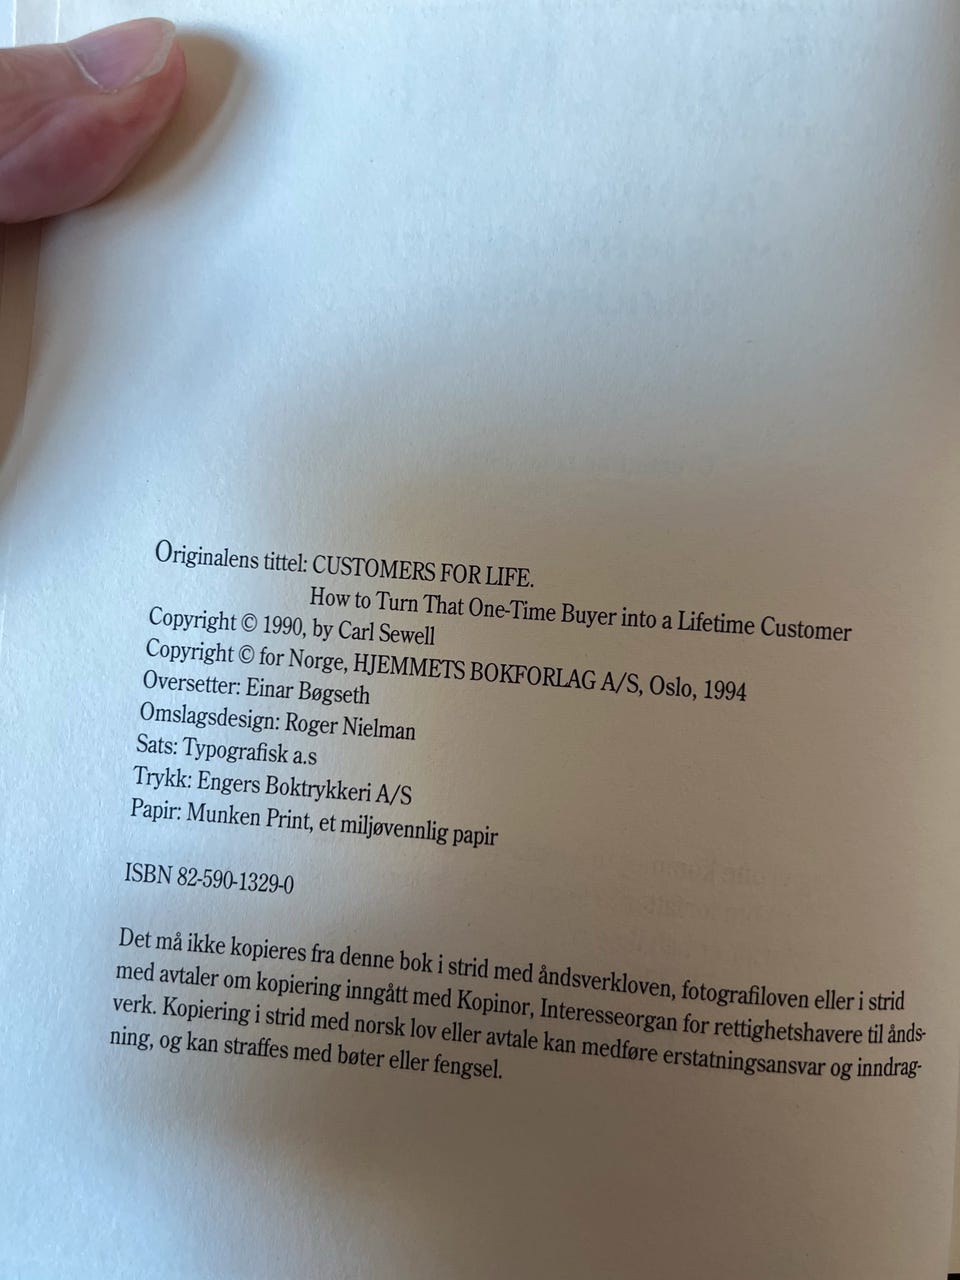 Originalens tittel: CUSTOMERS FOR LIFE.
How to Turn That One-Time Buyer into a Lifetime Customer
Copyright © 1990, by Carl Sewell
Copyright © for Norge, HJEMMETS BOKFORLAG A/S, Oslo, 1994
Oversetter: Einar Bøgseth
Omslagsdesign: Roger Nielman
Sats: Typografisk a.s
Trykk: Engers Boktrykkeri A/S
Papir: Munken Print, et miljøvennlig papir
ISBN 82-590-1329-0
Det må ikke kopieres fra denne bok i strid med åndsverkloven, fotografiloven eller i strid
med avtaler om kopiering inngått med Kopinor, Interesseorgan for rettighetshavere til ånds-
verk. Kopiering i strid med norsk lov eller avtale kan medføre erstatningsansvar og inndrag-
ning, og kan straffes med bøter eller fengsel.